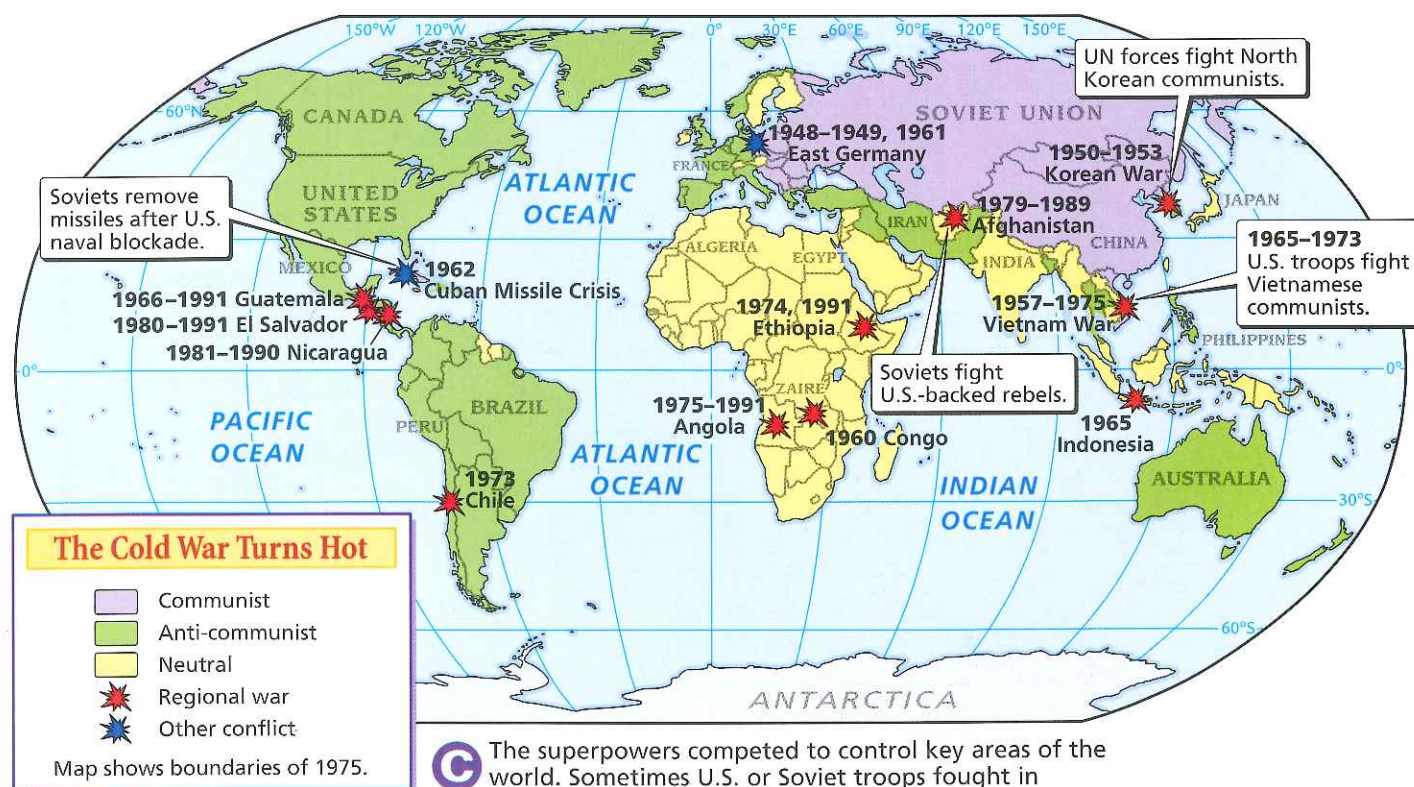 150°W
120°W
0°
30°E
60°E
90°E
120°E
150°E
UN forces fight North
Korean communists.
60°N
CANADA
SOVIET UNION
1948–1949, 1961
East Germany
FRANCE
1950–1953
Korean War
Soviets remove
missiles after U.S.
naval blockade.
UNITED
STATES
ATLANTIC
OCEAN
IRAN
1979–1989
Afghanistan
JAPAN
CHINA
1965–1973
U.S. troops fight
Vietnamese
communists.
MEXICO
1962
Cuban Missile Crisis
ALGERIA
EGYPT
INDIA
1966–1991 Guatemala
1980–1991 El Salvador
1981–1990 Nicaragua
1974, 1991
Ethiopia
1957–1975
Vietnam War
PHILIPPINES
0°
0°
Soviets fight
U.S.-backed rebels.
ZAIRE
BRAZIL
PERU
PACIFIC
OCEAN
1975–1991
Angola
1960 Congo
1965
Indonesia
ATLANTIC
OCEAN
1973
Chile
INDIAN
OCEAN
AUSTRALIA
30°S
60°S
ANTARCTICA
The Cold War Turns Hot
Communist
Anti-communist
Neutral
Regional war
Other conflict
Map shows boundaries of 1975.
C The superpowers competed to control key areas of the
world. Sometimes U.S. or Soviet troops fought in